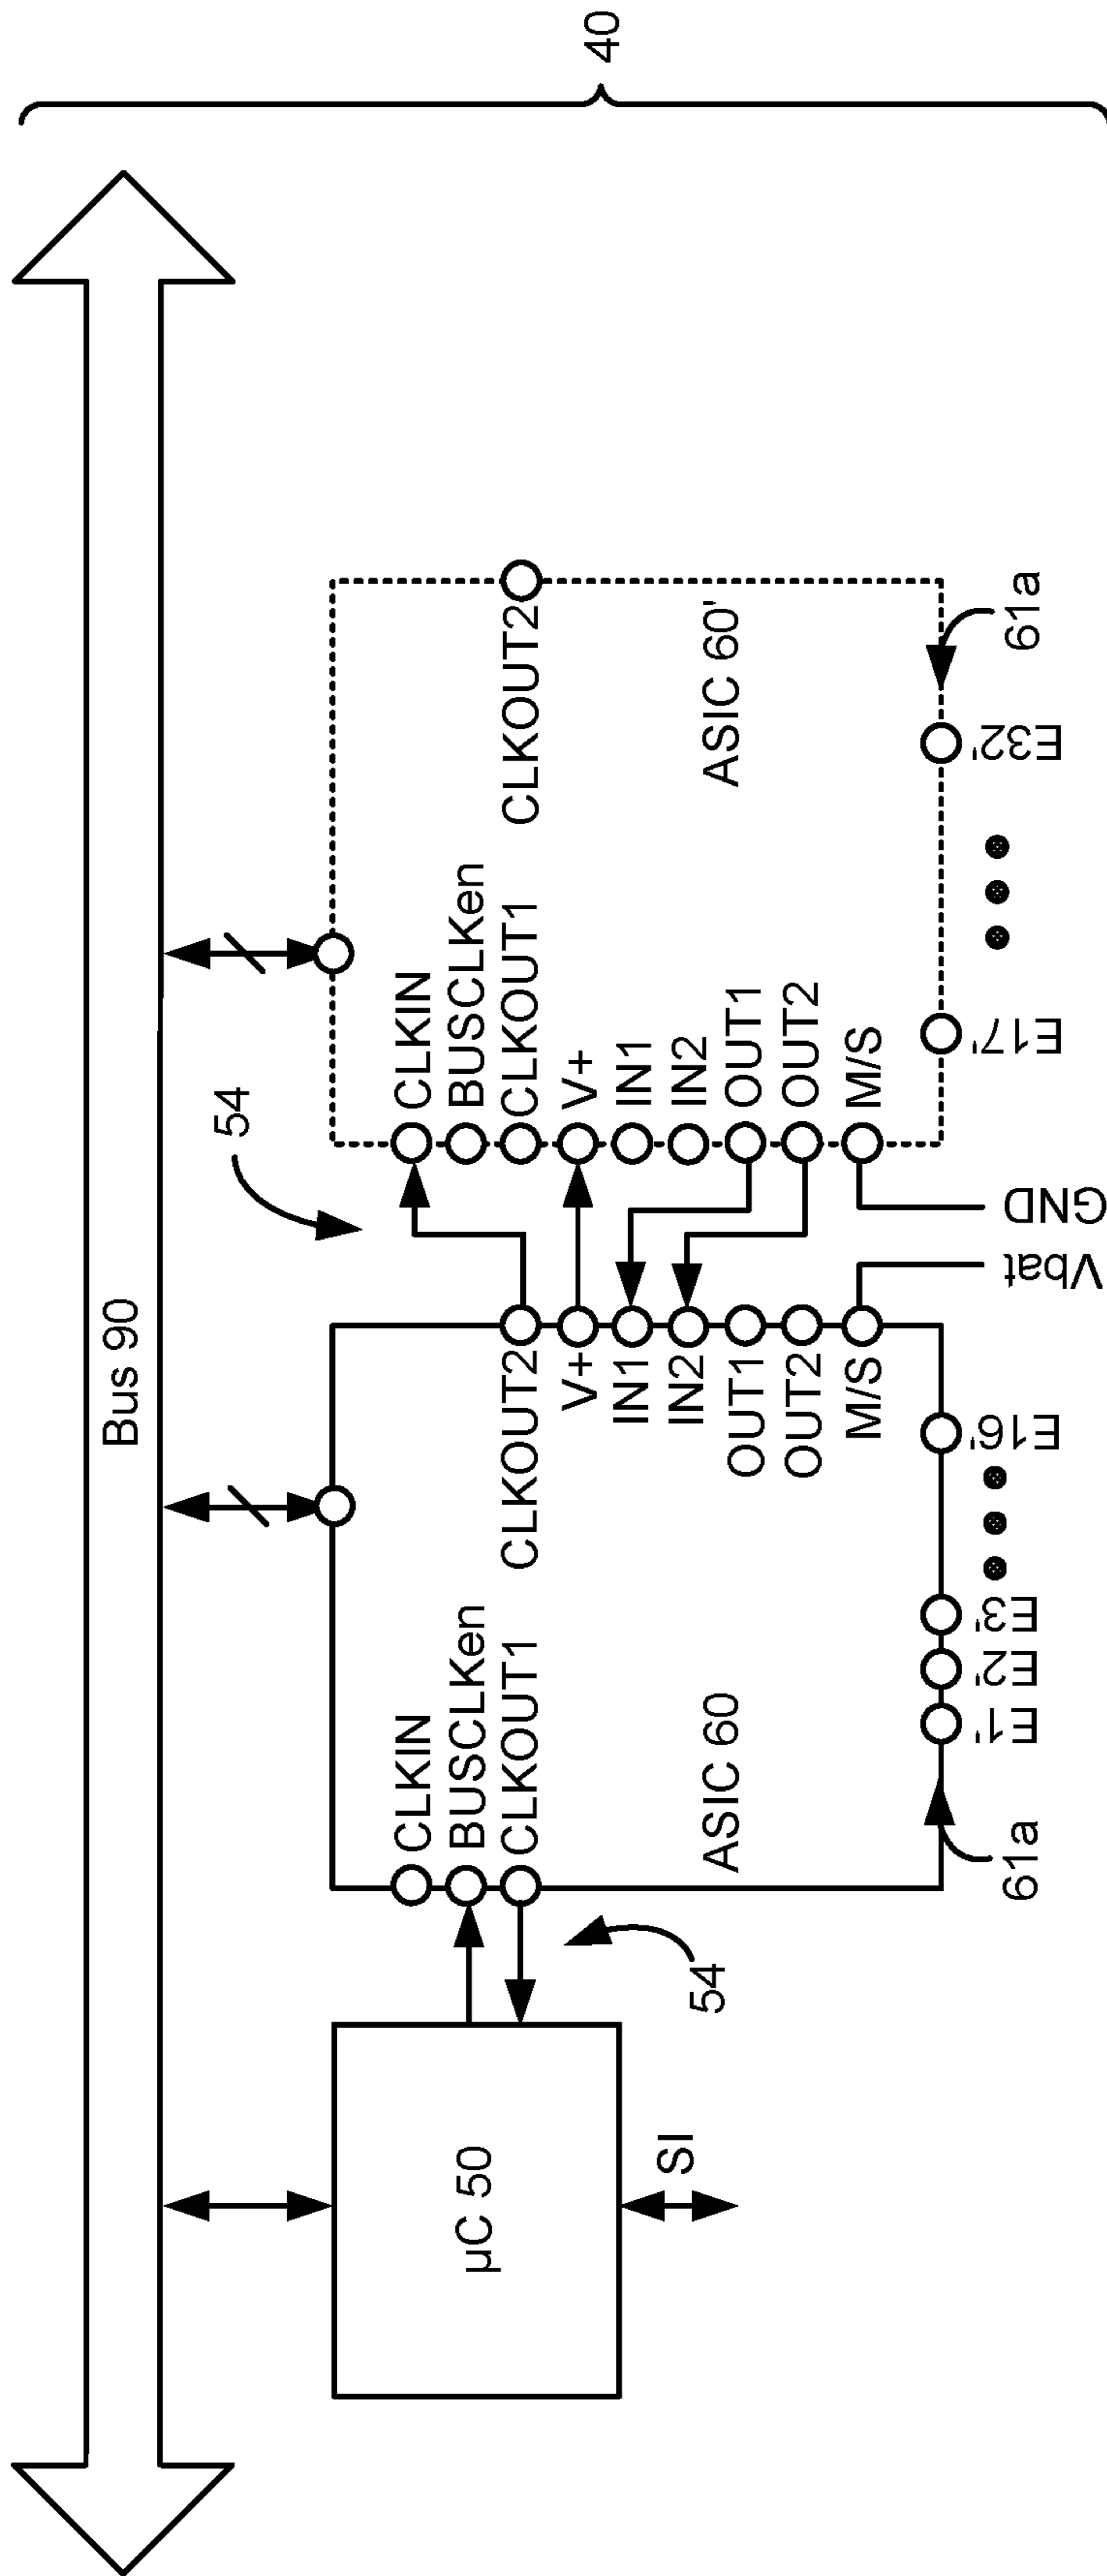 Bus 90
40
54
µC 50
SI
54
CLKIN
BUSCLKen
CLKOUT1
ASIC 60
CLKOUT2
V+
IN1
IN2
OUT1
OUT2
M/S
61a
E1'
E2'
E3'
E16'
Vbat
GND
CLKIN
BUSCLKen
CLKOUT1
V+
IN1
IN2
OUT1
OUT2
M/S
CLKOUT2
ASIC 60'
E17'
E32'
61a